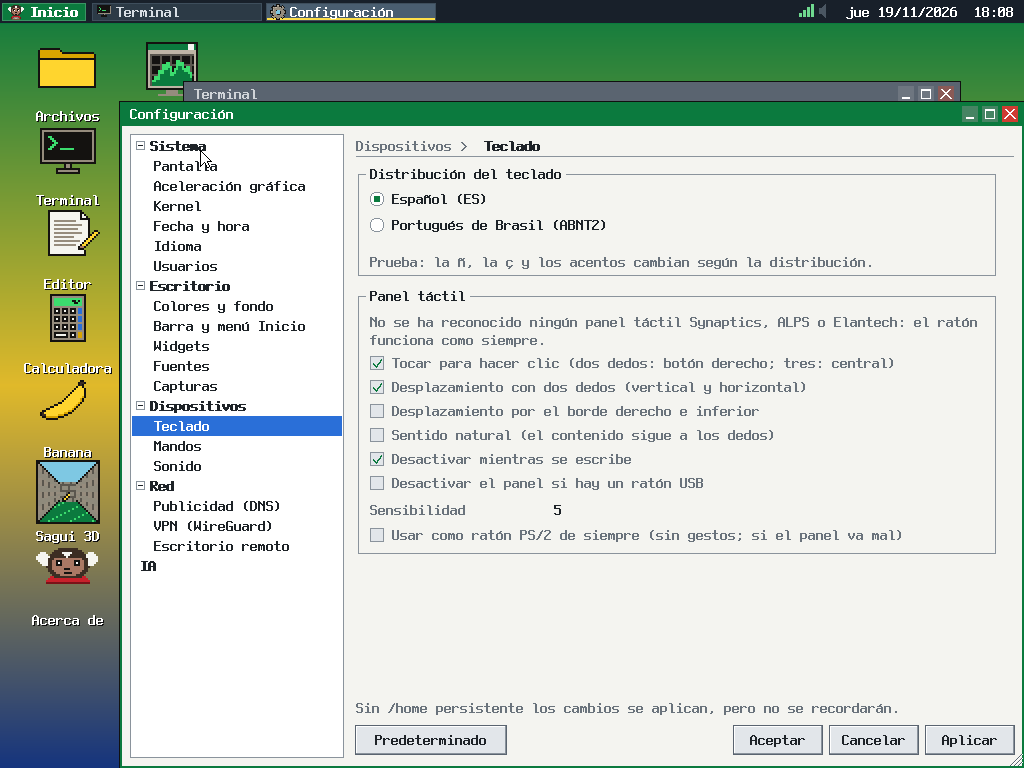 Inicio
Terminal
Configuración
jue 19/11/2026 18:08
Archivos
Terminal
Editor
Calculadora
Banana
Sagui 3D
Acerca de
Terminal
Configuración
Sistema
Pantalla
Aceleración gráfica
Kernel
Fecha y hora
Idioma
Usuarios
Escritorio
Colores y fondo
Barra y menú Inicio
Widgets
Fuentes
Capturas
Dispositivos
Teclado
Mandos
Sonido
Red
Publicidad (DNS)
VPN (WireGuard)
Escritorio remoto
IA
Dispositivos > Teclado
Distribución del teclado
Español (ES)
Portugués de Brasil (ABNT2)
Prueba: la ñ, la ç y los acentos cambian según la distribución.
Panel táctil
No se ha reconocido ningún panel táctil Synaptics, ALPS o Elantech: el ratón
funciona como siempre.
Tocar para hacer clic (dos dedos: botón derecho; tres: central)
Desplazamiento con dos dedos (vertical y horizontal)
Desplazamiento por el borde derecho e inferior
Sentido natural (el contenido sigue a los dedos)
Desactivar mientras se escribe
Desactivar el panel si hay un ratón USB
Sensibilidad 5
Usar como ratón PS/2 de siempre (sin gestos; si el panel va mal)
Sin /home persistente los cambios se aplican, pero no se recordarán.
Predeterminado
Aceptar
Cancelar
Aplicar